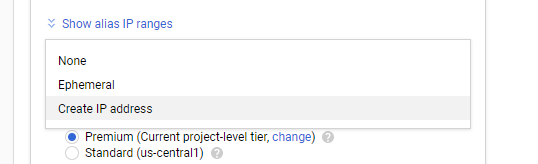 Show alias IP ranges
None
Ephemeral
Create IP address
Premium (Current project-level tier, change) ?
Standard (us-central1) ?